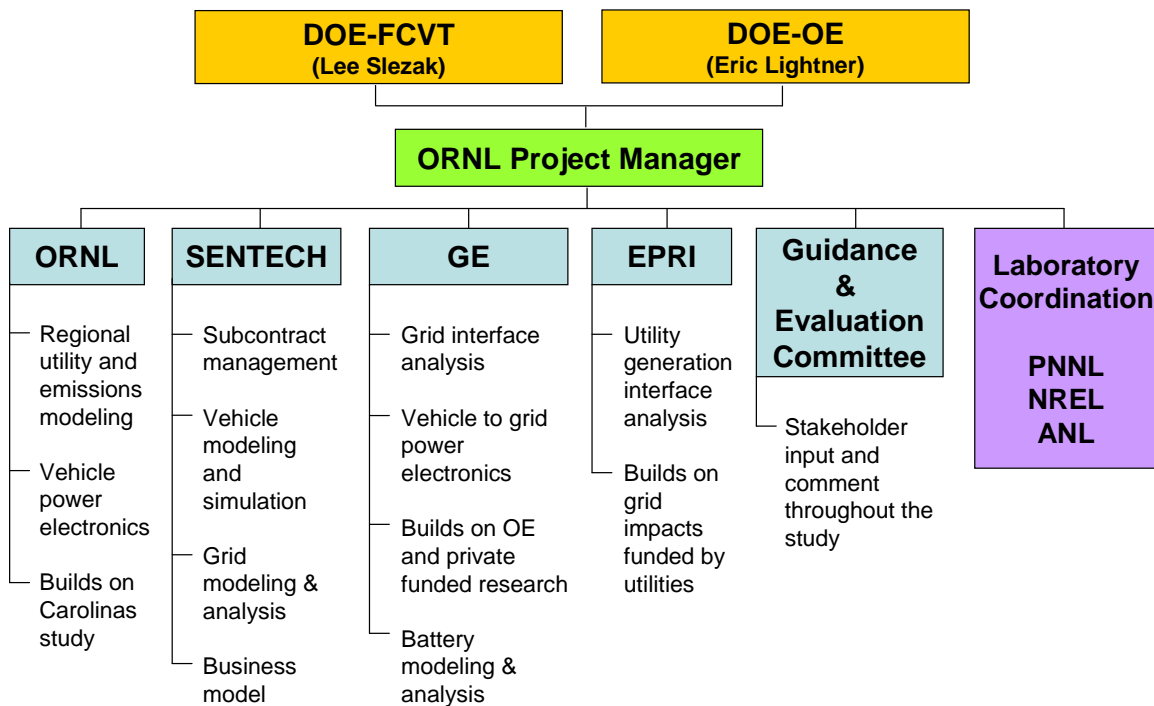 DOE-FCVT
(Lee Slezak)
DOE-OE
(Eric Lightner)
ORNL Project Manager
ORNL
Regional
utility and
emissions
modeling
Vehicle
power
electronics
Builds on
Carolinas
study
SENTECH
Subcontract
management
Vehicle
modeling
and
simulation
Grid
modeling &
analysis
Business
model
GE
Grid interface
analysis
Vehicle to grid
power
electronics
Builds on OE
and private
funded research
Battery
modeling &
analysis
EPRI
Utility
generation
interface
analysis
Builds on
grid
impacts
funded by
utilities
Guidance
&
Evaluation
Committee
Stakeholder
input and
comment
throughout the
study
Laboratory
Coordination
PNNL
NREL
ANL